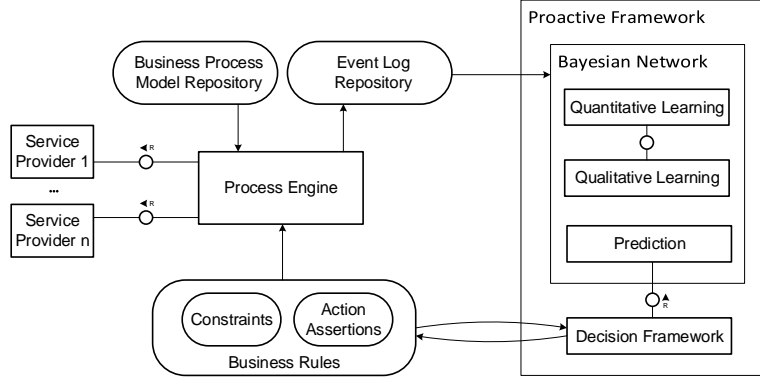 Proactive Framework
Business Process
Model Repository
Event Log
Repository
Bayesian Network
Quantitative Learning
Service
Provider 1
R
Process Engine
Qualitative Learning
...
Service
Provider n
R
Prediction
R
Constraints
Action
Assertions
Business Rules
Decision Framework